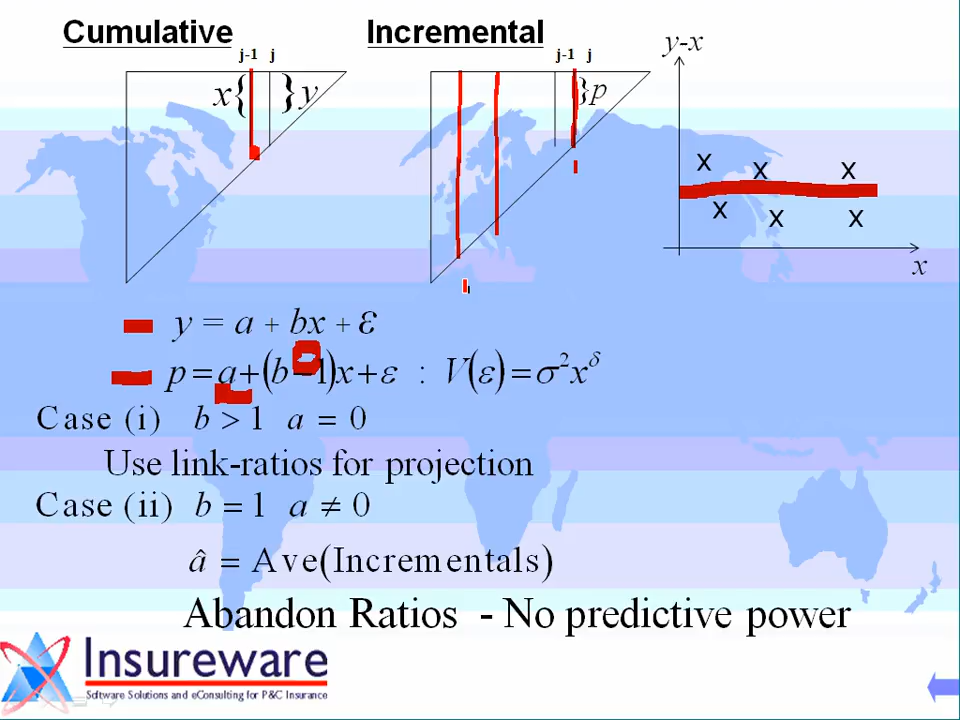 Cumulative
Incremental
j-1 j
j-1 j
y-x
x{ }y
}p
x x x
x x x
x
y = a + bx + ε
p = a + (b − 1)x + ε : V(ε) = σ²x^δ
Case (i) b > 1 a = 0
Use link-ratios for projection
Case (ii) b = 1 a ≠ 0
â = Ave(Incrementals)
Abandon Ratios - No predictive power
Insureware
Software Solutions and eConsulting for P&C Insurance